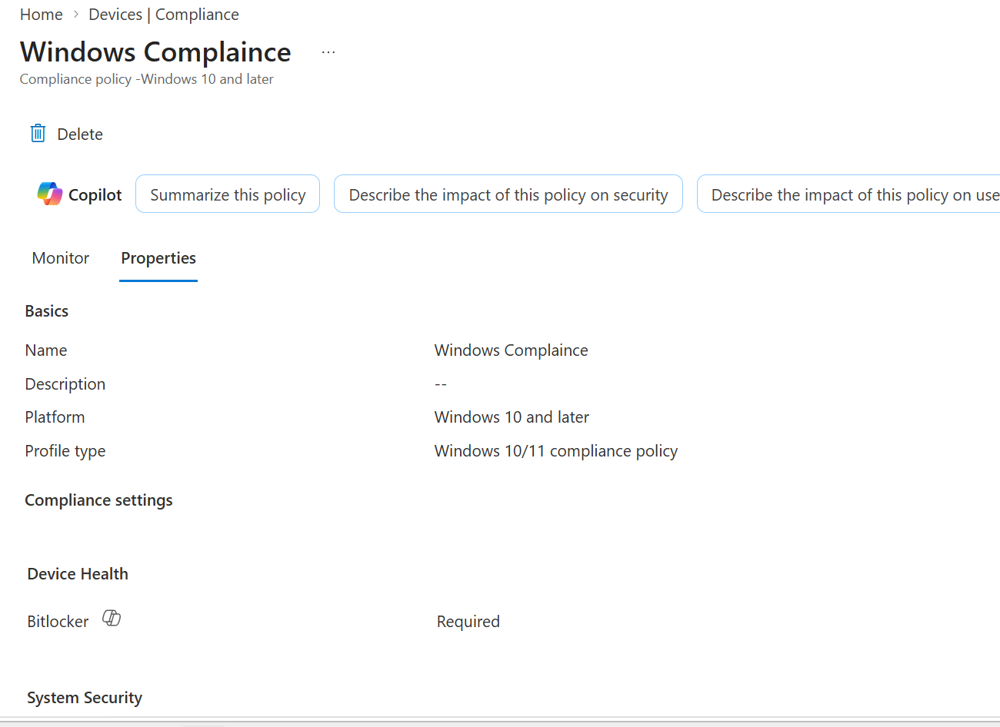 Home > Devices | Compliance
Windows Complaince ...
Compliance policy -Windows 10 and later
Delete
Copilot Summarize this policy Describe the impact of this policy on security Describe the impact of this policy on use
Monitor Properties
Basics
Name Windows Complaince
Description --
Platform Windows 10 and later
Profile type Windows 10/11 compliance policy
Compliance settings
Device Health
Bitlocker Required
System Security